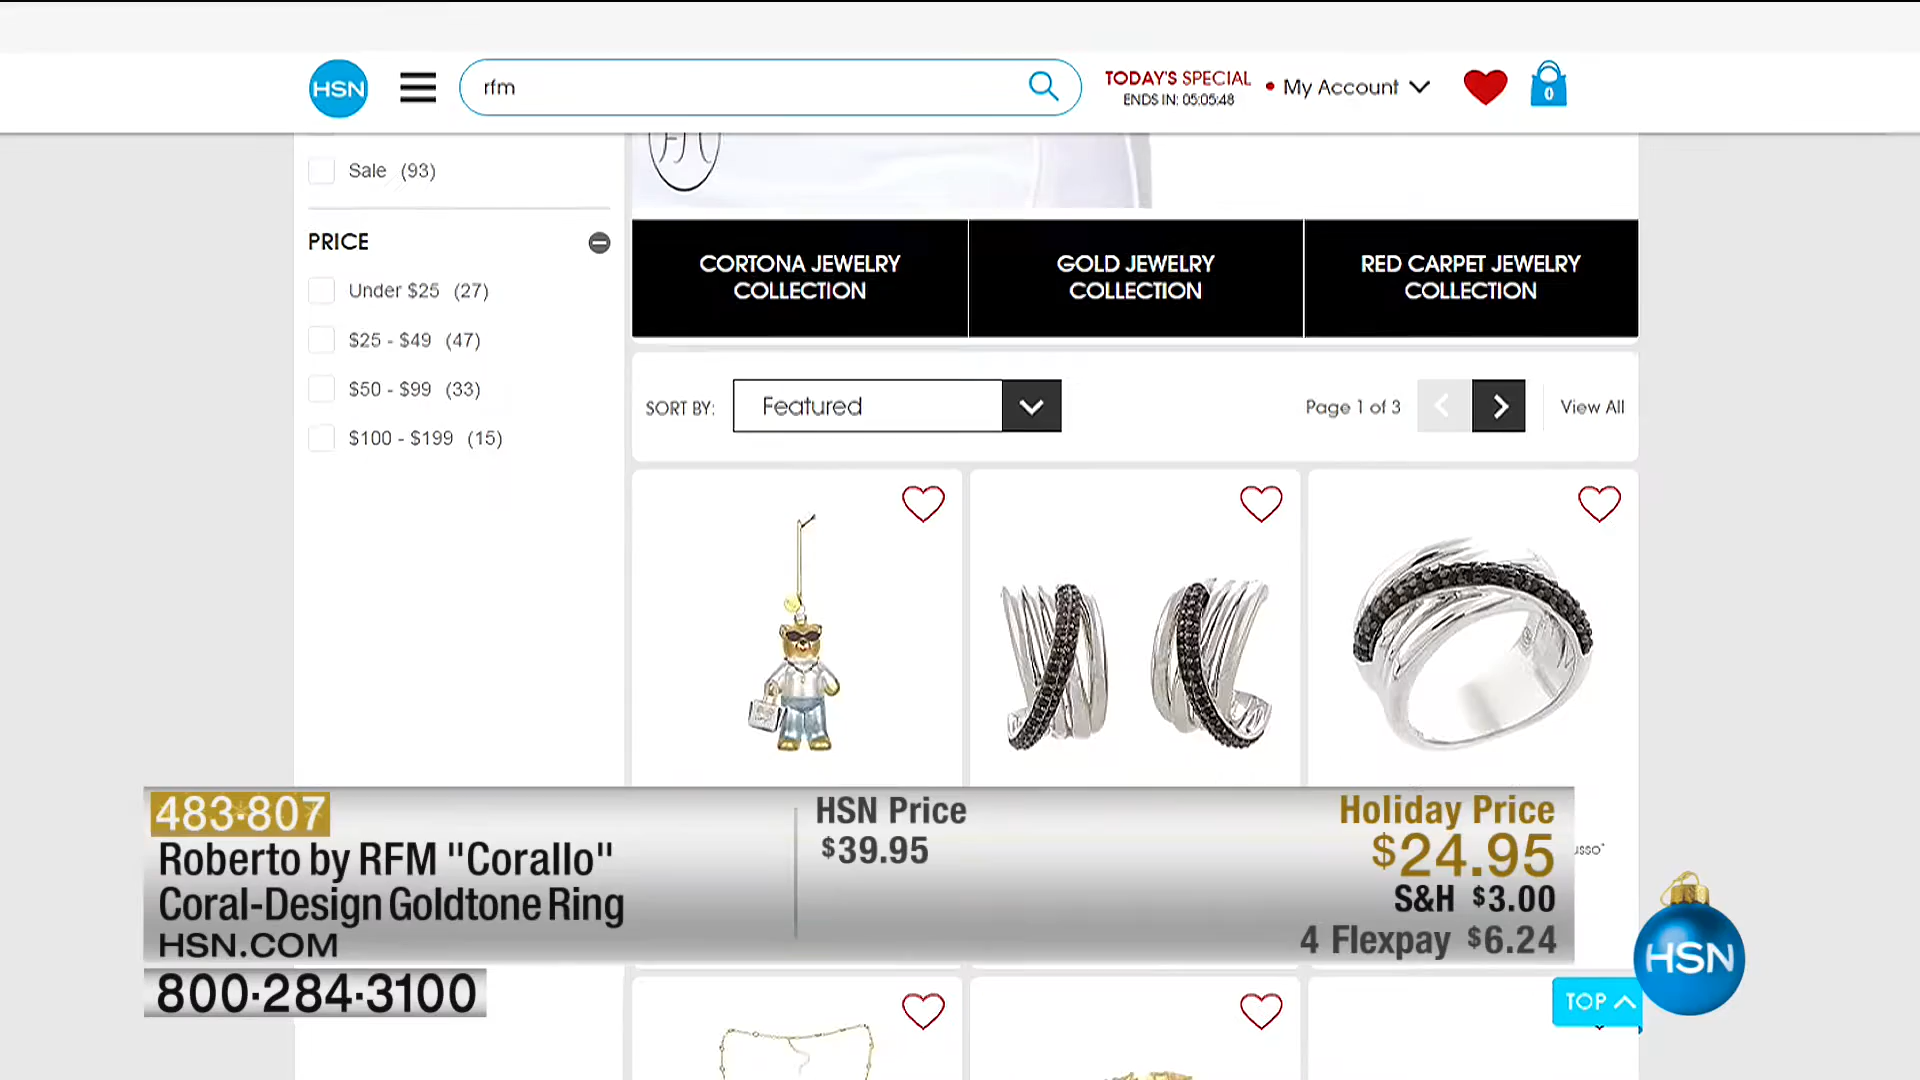 HSN
rfm
TODAY'S SPECIAL
ENDS IN: 05:05:48
My Account
0
Sale (93)
PRICE
Under $25 (27)
$25 - $49 (47)
$50 - $99 (33)
$100 - $199 (15)
CORTONA JEWELRY
COLLECTION
GOLD JEWELRY
COLLECTION
RED CARPET JEWELRY
COLLECTION
SORT BY:
Featured
Page 1 of 3
View All
483·807
Roberto by RFM "Corallo"
Coral-Design Goldtone Ring
HSN.COM
800·284·3100
HSN Price
$39.95
Holiday Price
$24.95
S&H $3.00
4 Flexpay $6.24
HSN
TOP